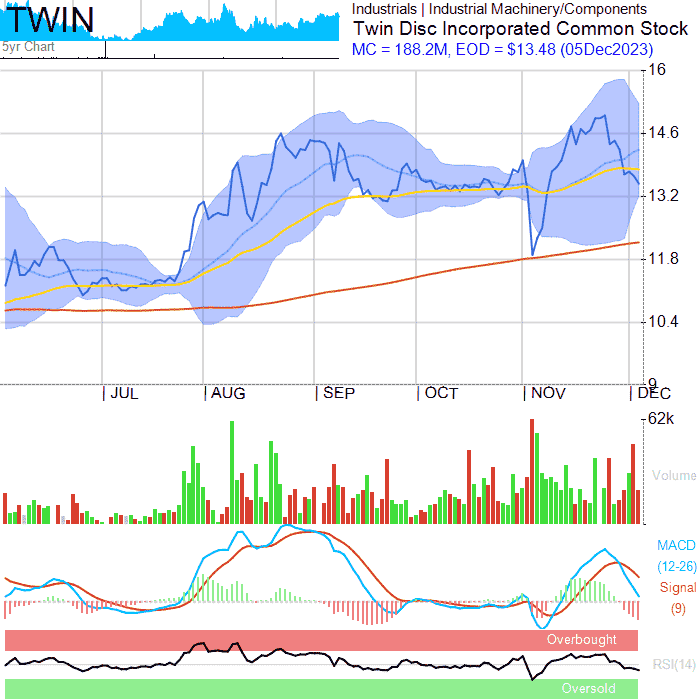 TWIN
5yr Chart
Industrials | Industrial Machinery/Components
Twin Disc Incorporated Common Stock
MC = 188.2M, EOD = $13.48 (05Dec2023)
16
14.6
13.2
11.8
10.4
9
JUL AUG SEP OCT NOV DEC
62k
Volume
MACD
(12-26)
Signal
(9)
Overbought
RSI(14)
Oversold